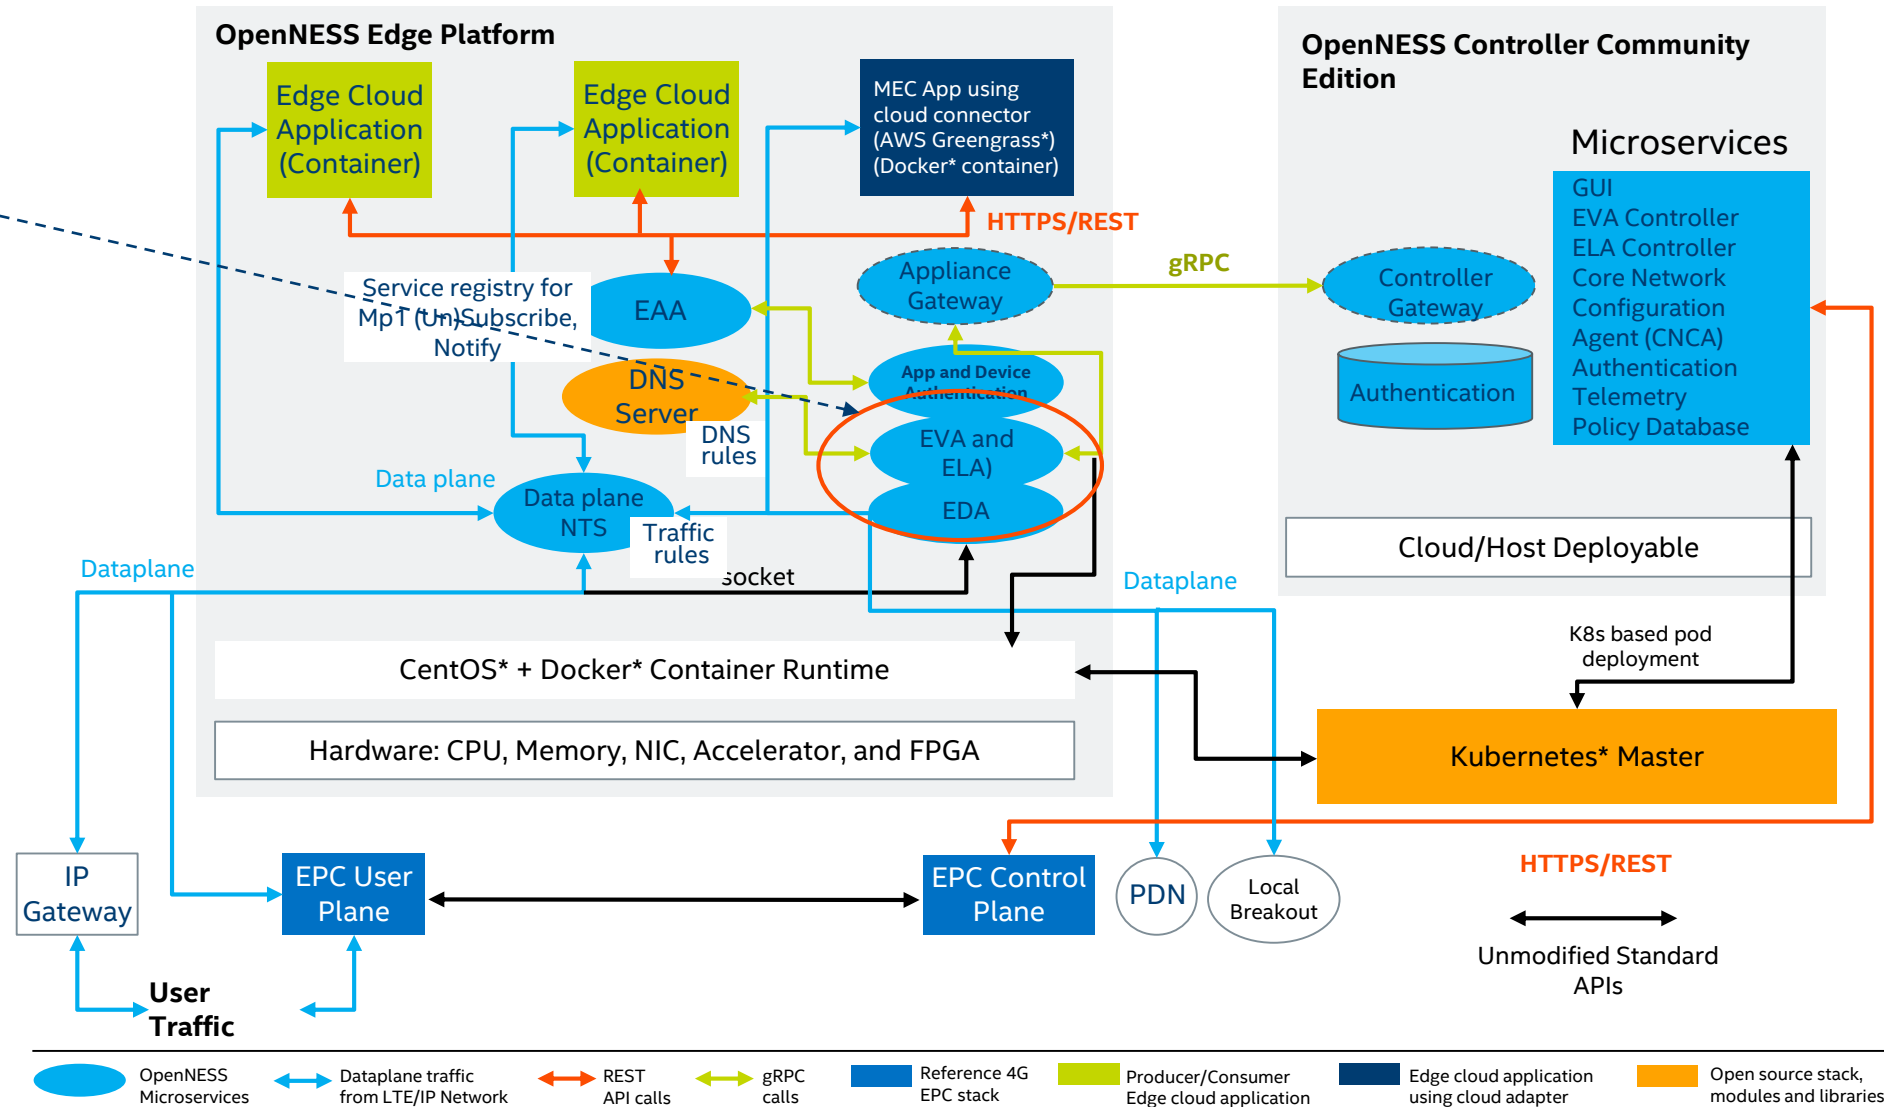 OpenNESS Edge Platform
Edge Cloud
Application
(Container)
Edge Cloud
Application
(Container)
MEC App using
cloud connector
(AWS Greengrass*)
(Docker* container)
HTTPS/REST
Service registry for
Mp1 (Un)Subscribe,
Notify
EAA
Appliance
Gateway
gRPC
DNS
Server
DNS
rules
App and Device
Authentication
EVA and
ELA)
EDA
Data plane
Data plane
NTS
Traffic
rules
Dataplane
socket
Dataplane
CentOS* + Docker* Container Runtime
Hardware: CPU, Memory, NIC, Accelerator, and FPGA
OpenNESS Controller Community
Edition
Microservices
GUI
EVA Controller
ELA Controller
Core Network
Configuration
Agent (CNCA)
Authentication
Telemetry
Policy Database
Controller
Gateway
Authentication
Cloud/Host Deployable
K8s based pod
deployment
Kubernetes* Master
IP
Gateway
EPC User
Plane
EPC Control
Plane
PDN
Local
Breakout
HTTPS/REST
Unmodified Standard
APIs
User
Traffic
OpenNESS
Microservices
Dataplane traffic
from LTE/IP Network
REST
API calls
gRPC
calls
Reference 4G
EPC stack
Producer/Consumer
Edge cloud application
Edge cloud application
using cloud adapter
Open source stack,
modules and libraries